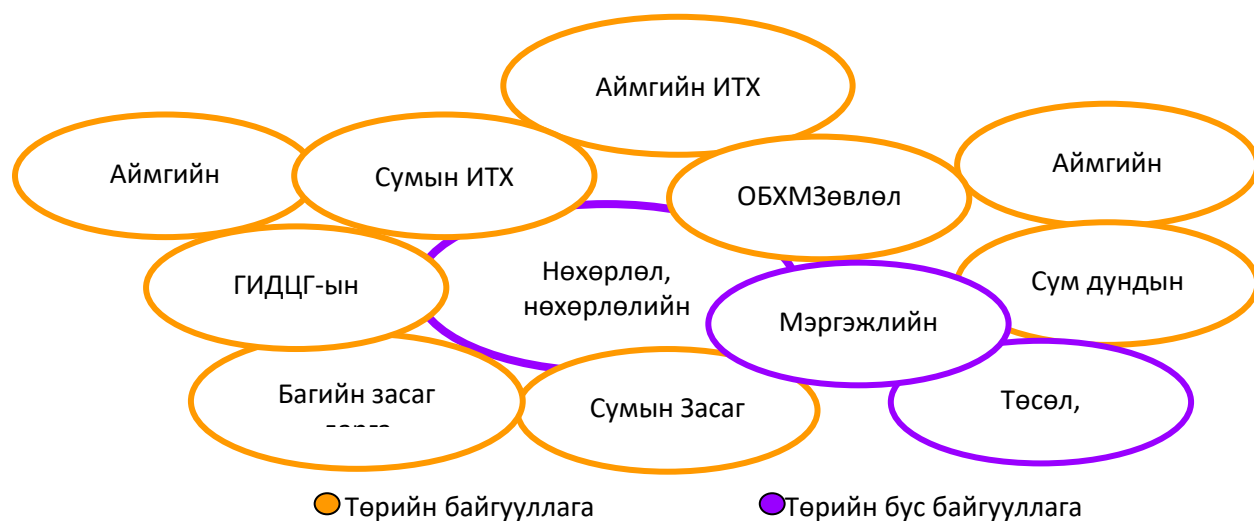 Аймгийн ИТХ
Аймгийн
Сумын ИТХ
ОБХМЗөвлөл
Аймгийн
ГИДЦГ-ын
Нөхөрлөл,
нөхөрлөлийн
Мэргэжлийн
Сум дундын
Багийн засаг
Сумын Засаг
Төсөл,
Төрийн байгууллага
Төрийн бус байгууллага